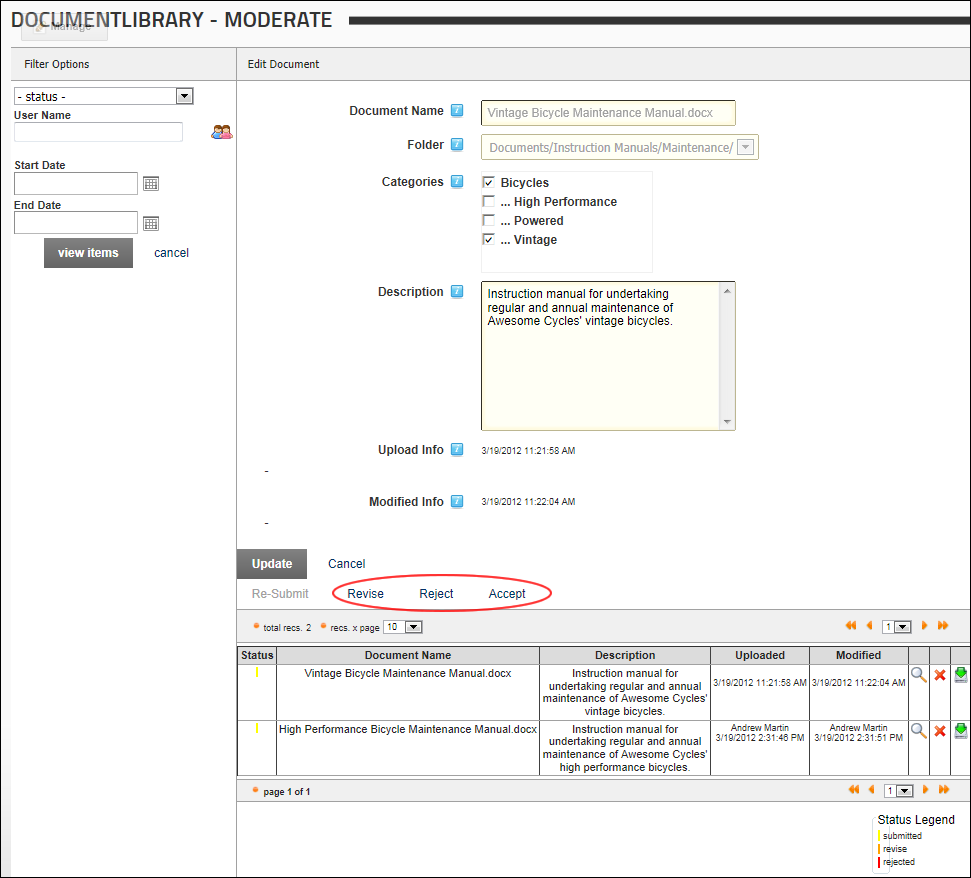 DOCUMENTLIBRARY - MODERATE
Manage
Filter Options
- status -
User Name
Start Date
End Date
view items cancel
Edit Document
Document Name Vintage Bicycle Maintenance Manual.docx
Folder Documents/Instruction Manuals/Maintenance/
Categories Bicycles
... High Performance
... Powered
... Vintage
Description Instruction manual for undertaking
regular and annual maintenance of
Awesome Cycles' vintage bicycles.
Upload Info 3/19/2012 11:21:58 AM
-
Modified Info 3/19/2012 11:22:04 AM
-
Update Cancel
Re-Submit Revise Reject Accept
total recs. 2 recs. x page 10 1
Status Document Name Description Uploaded Modified
Vintage Bicycle Maintenance Manual.docx
Instruction manual for
undertaking regular and annual
maintenance of Awesome Cycles'
vintage bicycles.
3/19/2012 11:21:58 AM
3/19/2012 11:22:04 AM
High Performance Bicycle Maintenance Manual.docx
Instruction manual for
undertaking regular and annual
maintenance of Awesome Cycles'
high performance bicycles.
Andrew Martin
3/19/2012 2:31:46 PM
Andrew Martin
3/19/2012 2:31:51 PM
page 1 of 1 1
Status Legend
submitted
revise
rejected